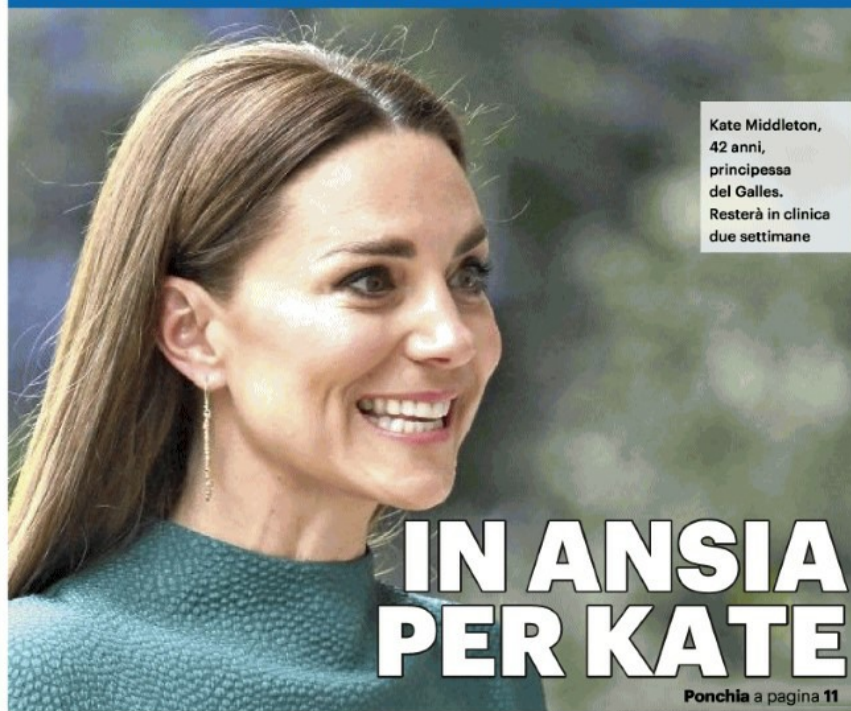 Kate Middleton,
42 anni,
principessa
del Galles.
Resterà in clinica
due settimane
IN ANSIA
PER KATE
Ponchia a pagina 11